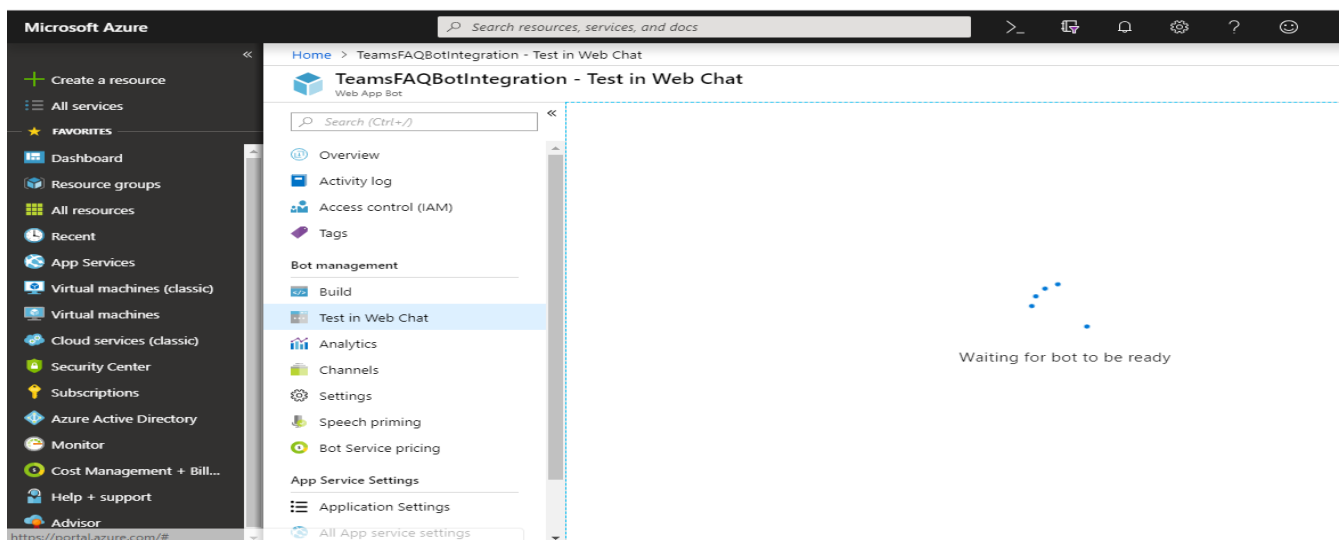 Microsoft Azure
Search resources, services, and docs
>_
?
«
Create a resource
All services
FAVORITES
Dashboard
Resource groups
All resources
Recent
App Services
Virtual machines (classic)
Virtual machines
Cloud services (classic)
Security Center
Subscriptions
Azure Active Directory
Monitor
Cost Management + Bill...
Help + support
Advisor
https://portal.azure.com/#
Home > TeamsFAQBotIntegration - Test in Web Chat
TeamsFAQBotIntegration - Test in Web Chat
Web App Bot
Search (Ctrl+/)
«
Overview
Activity log
Access control (IAM)
Tags
Bot management
Build
Test in Web Chat
Analytics
Channels
Settings
Speech priming
Bot Service pricing
App Service Settings
Application Settings
All App service settings
Waiting for bot to be ready